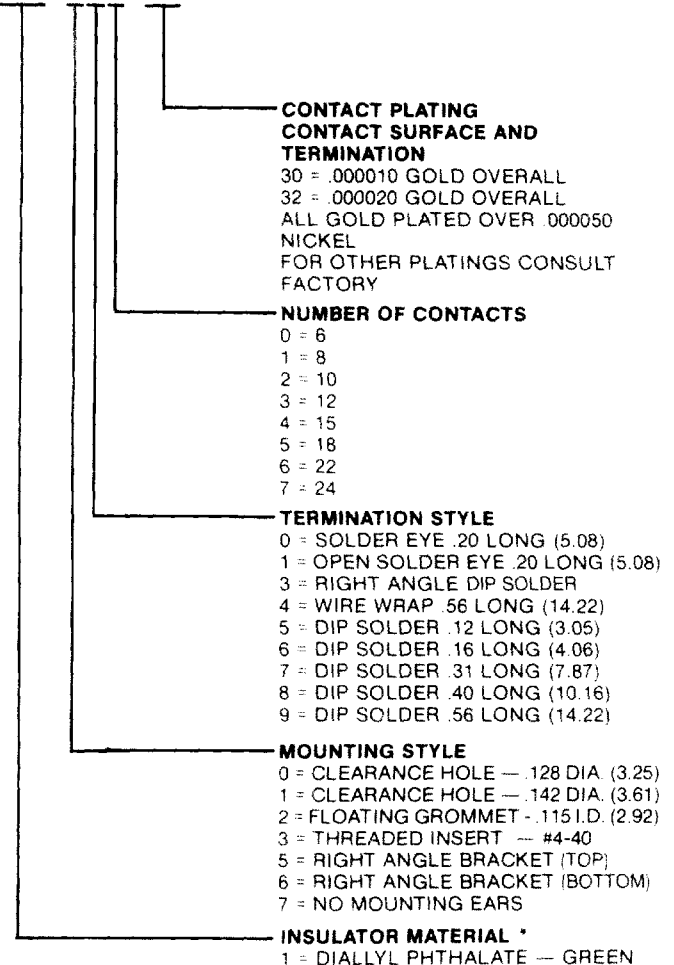 CONTACT PLATING
CONTACT SURFACE AND
TERMINATION
30 = .000010 GOLD OVERALL
32 = .000020 GOLD OVERALL
ALL GOLD PLATED OVER .000050
NICKEL
FOR OTHER PLATINGS CONSULT
FACTORY
NUMBER OF CONTACTS
0 = 6
1 = 8
2 = 10
3 = 12
4 = 15
5 = 18
6 = 22
7 = 24
TERMINATION STYLE
0 = SOLDER EYE .20 LONG (5.08)
1 = OPEN SOLDER EYE .20 LONG (5.08)
3 = RIGHT ANGLE DIP SOLDER
4 = WIRE WRAP .56 LONG (14.22)
5 = DIP SOLDER .12 LONG (3.05)
6 = DIP SOLDER .16 LONG (4.06)
7 = DIP SOLDER .31 LONG (7.87)
8 = DIP SOLDER .40 LONG (10.16)
9 = DIP SOLDER .56 LONG (14.22)
MOUNTING STYLE
0 = CLEARANCE HOLE — .128 DIA. (3.25)
1 = CLEARANCE HOLE — .142 DIA. (3.61)
2 = FLOATING GROMMET - .115 I.D. (2.92)
3 = THREADED INSERT — #4-40
5 = RIGHT ANGLE BRACKET (TOP)
6 = RIGHT ANGLE BRACKET (BOTTOM)
7 = NO MOUNTING EARS
INSULATOR MATERIAL *
1 = DIALLYL PHTHALATE — GREEN